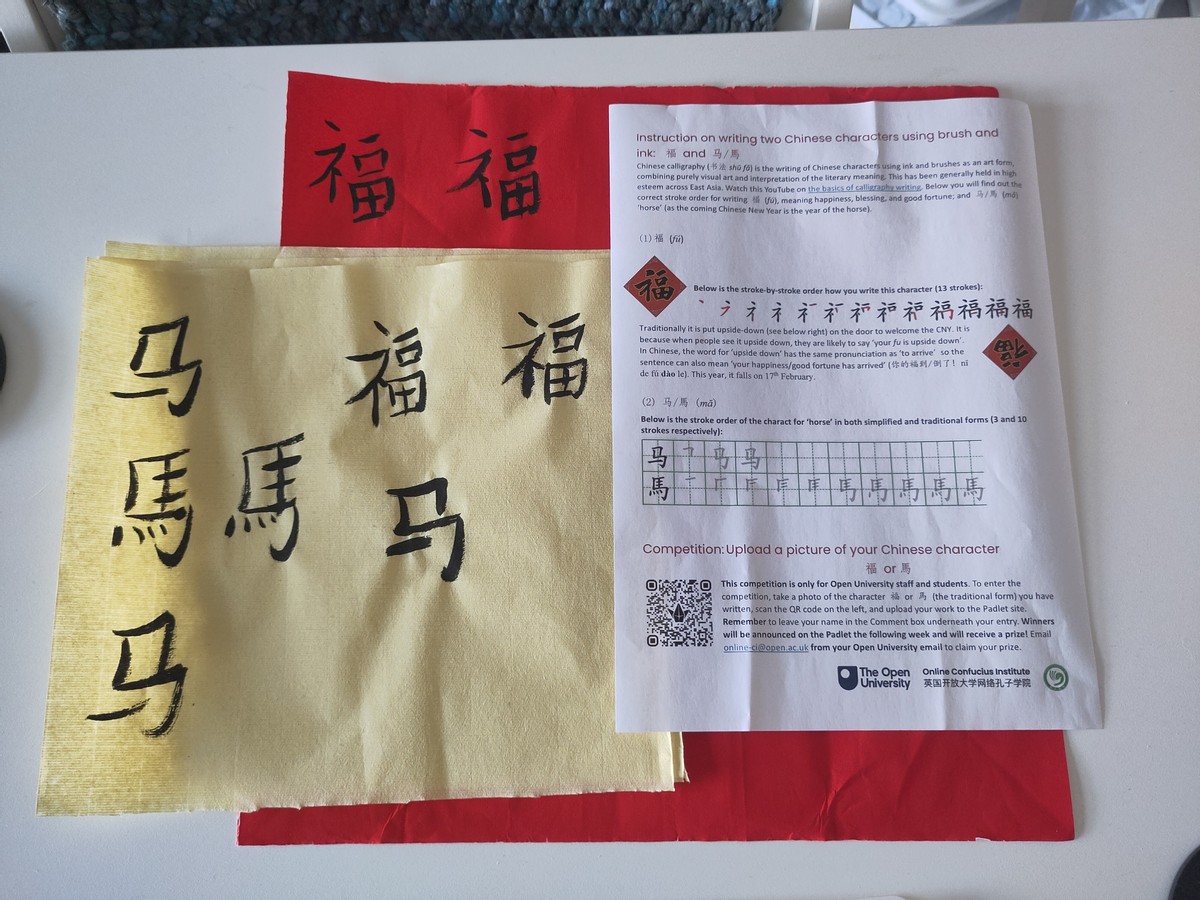 福 福
马 福 福
馬 馬 马
马
Instruction on writing two Chinese characters using brush and
ink: 福 and 马/馬
Chinese calligraphy (书法 shū fǎ) is the writing of Chinese characters using ink and brushes as an art form,
combining purely visual art and interpretation of the literary meaning. This has been generally held in high
esteem across East Asia. Watch this YouTube on the basics of calligraphy writing. Below you will find out the
correct stroke order for writing 福 (fú), meaning happiness, blessing, and good fortune; and 马/馬 (mǎ)
'horse' (as the coming Chinese New Year is the year of the horse).
(1) 福 (fú)
福
Below is the stroke-by-stroke order how you write this character (13 strokes):
福 福
Traditionally it is put upside-down (see below right) on the door to welcome the CNY. It is
because when people see it upside down, they are likely to say 'your fu is upside down'.
In Chinese, the word for 'upside down' has the same pronunciation as 'to arrive' so the
sentence can also mean 'your happiness/good fortune has arrived' (你的福到/倒了! nǐ
de fú dào le). This year, it falls on 17th February.
福
(2) 马/馬 (mǎ)
Below is the stroke order of the charact for 'horse' in both simplified and traditional forms (3 and 10
strokes respectively):
马 马 马
馬 馬
Competition: Upload a picture of your Chinese character
福 or 馬
This competition is only for Open University staff and students. To enter the
competition, take a photo of the character 福 or 馬 (the traditional form) you have
written, scan the QR code on the left, and upload your work to the Padlet site.
Remember to leave your name in the Comment box underneath your entry. Winners
will be announced on the Padlet the following week and will receive a prize! Email
online-ci@open.ac.uk from your Open University email to claim your prize.
The Open
University
Online Confucius Institute
英国开放大学网络孔子学院